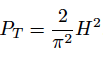 P_T = \frac{2}{\pi^2} H^2